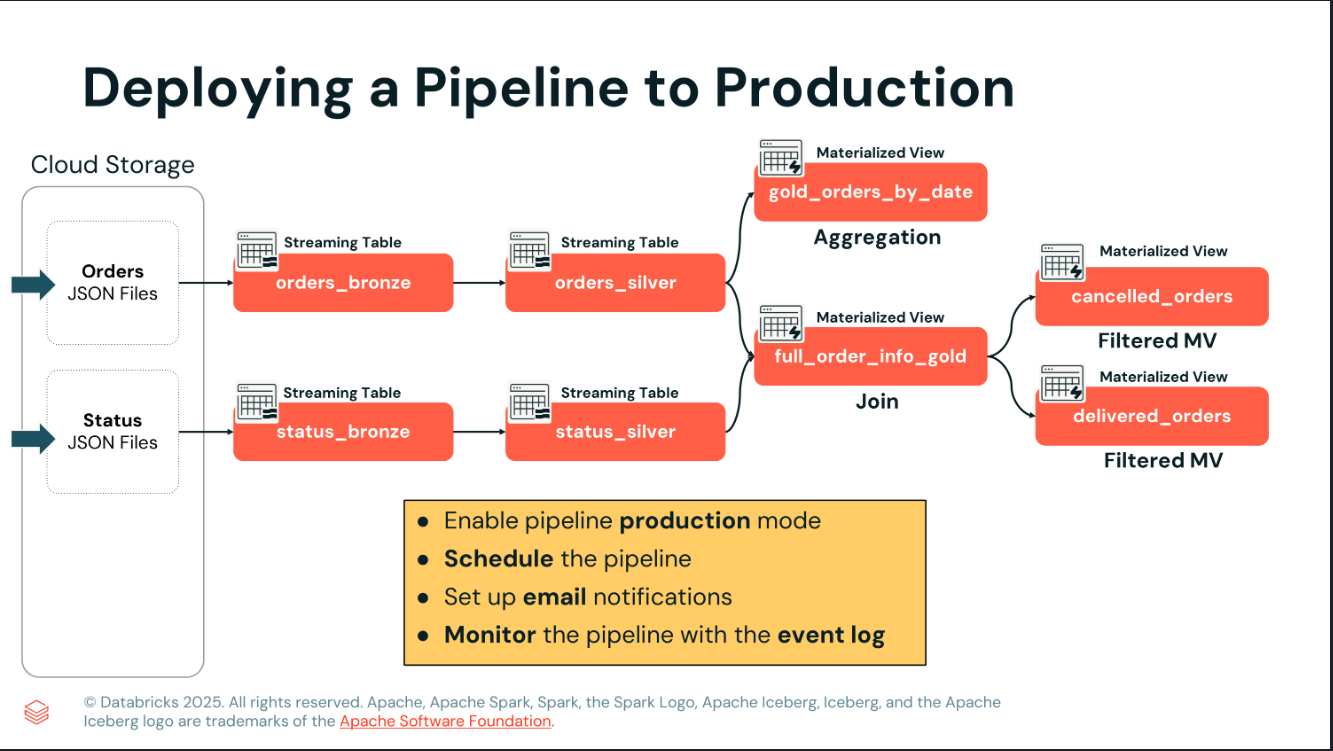 Deploying a Pipeline to Production
Cloud Storage
Orders
JSON Files
Status
JSON Files
Streaming Table
orders_bronze
Streaming Table
orders_silver
Streaming Table
status_bronze
Streaming Table
status_silver
Materialized View
gold_orders_by_date
Aggregation
Materialized View
full_order_info_gold
Join
Materialized View
cancelled_orders
Filtered MV
Materialized View
delivered_orders
Filtered MV
● Enable pipeline production mode
● Schedule the pipeline
● Set up email notifications
● Monitor the pipeline with the event log
© Databricks 2025. All rights reserved. Apache, Apache Spark, Spark, the Spark Logo, Apache Iceberg, Iceberg, and the Apache
Iceberg logo are trademarks of the Apache Software Foundation.